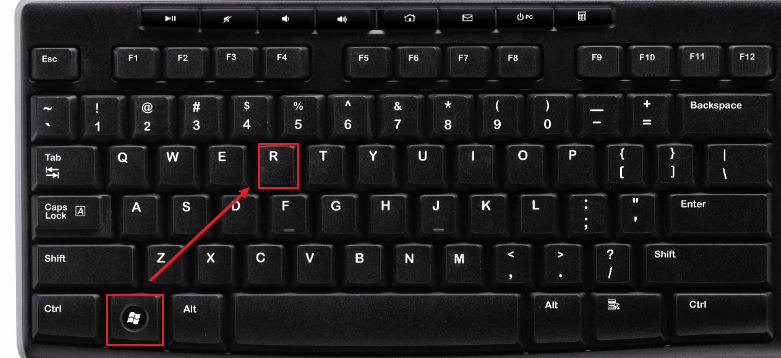 PC
Esc F1 F2 F3 F4 F5 F6 F7 F8 F9 F10 F11 F12
~ ! @ # $ % ^ & * ( ) — + Backspace
` 1 2 3 4 5 6 7 8 9 0 - =
Tab Q W E R T Y U I O P { } |
[ ] \
Caps Lock A A S D F G H J K L : " Enter
; '
Shift Z X C V B N M < > ? Shift
, . /
Ctrl Alt Alt Ctrl